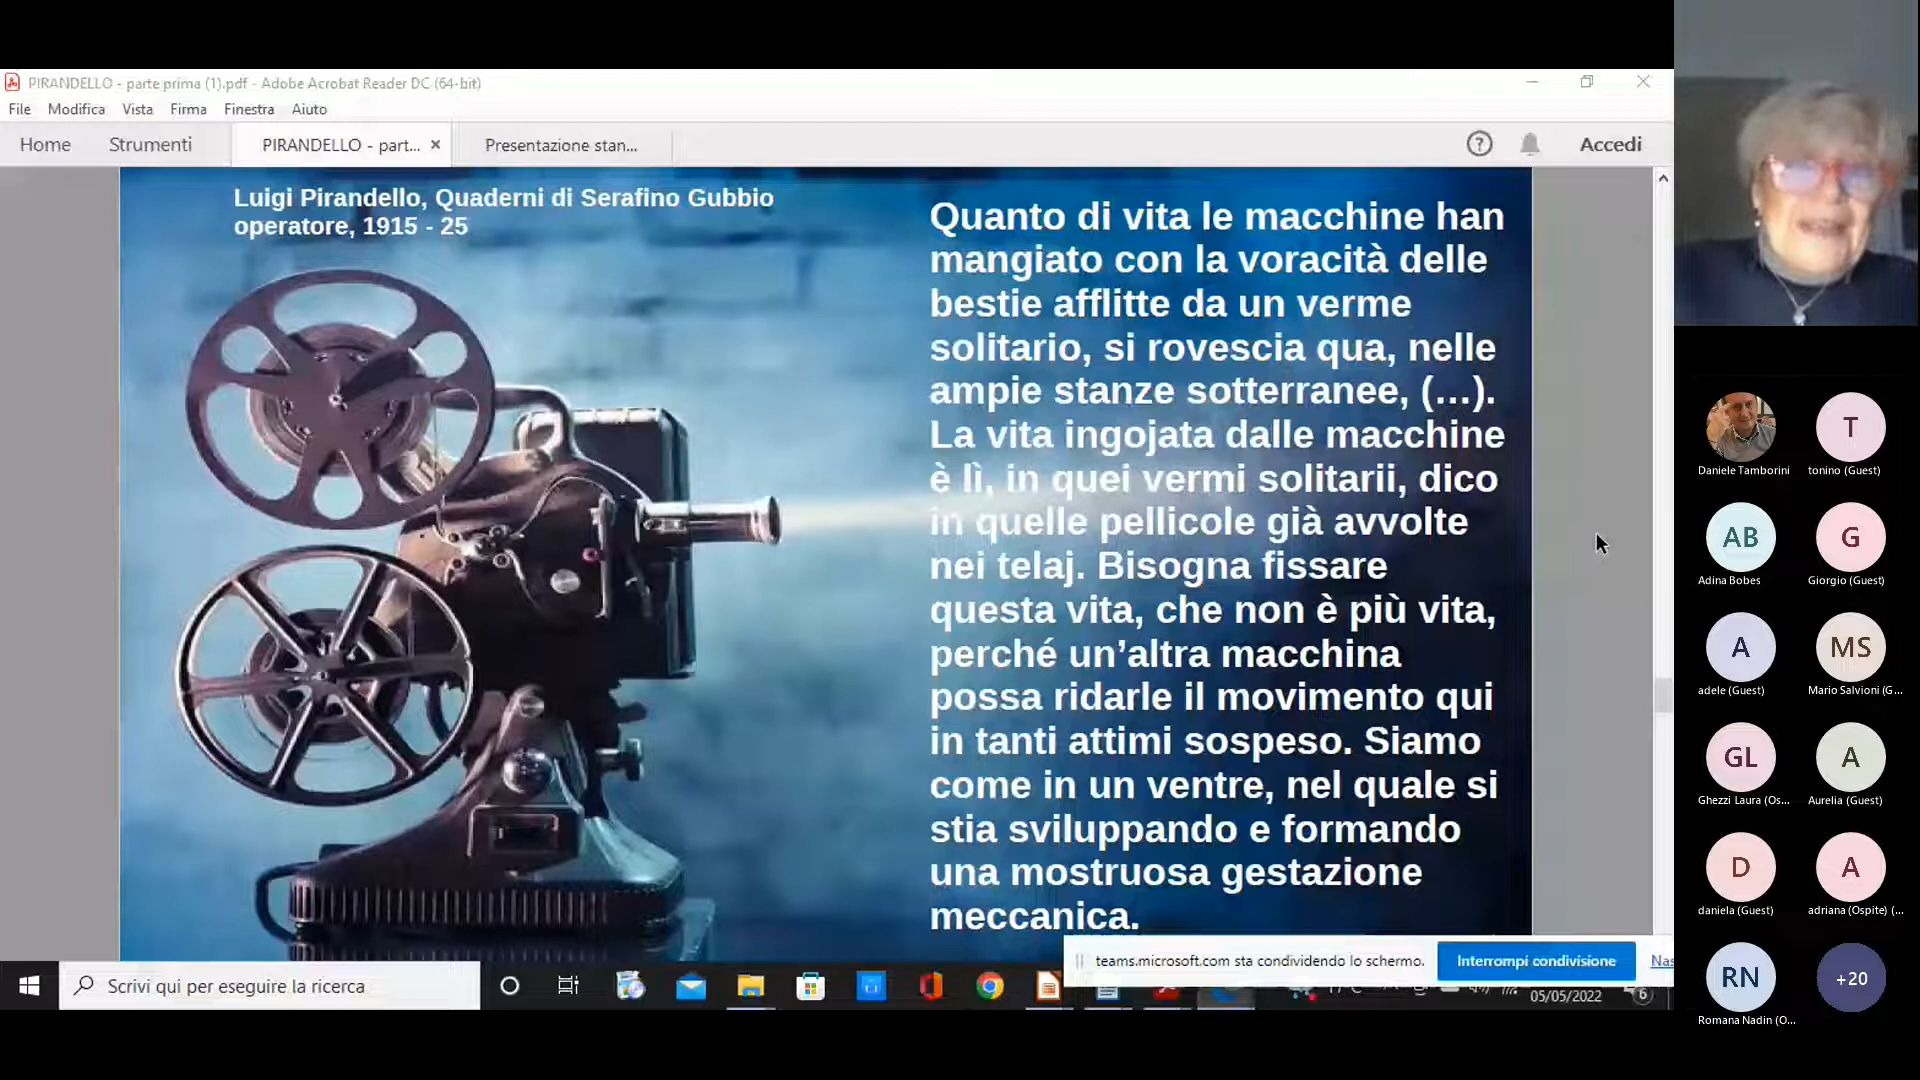 PIRANDELLO - parte prima (1).pdf - Adobe Acrobat Reader DC (64-bit)
File Modifica Vista Firma Finestra Aiuto
Home Strumenti PIRANDELLO - part... × Presentazione stan... Accedi
Luigi Pirandello, Quaderni di Serafino Gubbio
operatore, 1915 - 25
Quanto di vita le macchine han
mangiato con la voracità delle
bestie afflitte da un verme
solitario, si rovescia qua, nelle
ampie stanze sotterranee, (...).
La vita ingojata dalle macchine
è lì, in quei vermi solitarii, dico
in quelle pellicole già avvolte
nei telaj. Bisogna fissare
questa vita, che non è più vita,
perché un’altra macchina
possa ridarle il movimento qui
in tanti attimi sospeso. Siamo
come in un ventre, nel quale si
stia sviluppando e formando
una mostruosa gestazione
meccanica.
teams.microsoft.com sta condividendo lo schermo. Interrompi condivisione Nas
Scrivi qui per eseguire la ricerca
05/05/2022 6
T
Daniele Tamborini tonino (Guest)
AB G
Adina Bobes Giorgio (Guest)
A MS
adele (Guest) Mario Salvioni (G...
GL A
Ghezzi Laura (Os... Aurelia (Guest)
D A
daniela (Guest) adriana (Ospite) (...
RN +20
Romana Nadin (O...